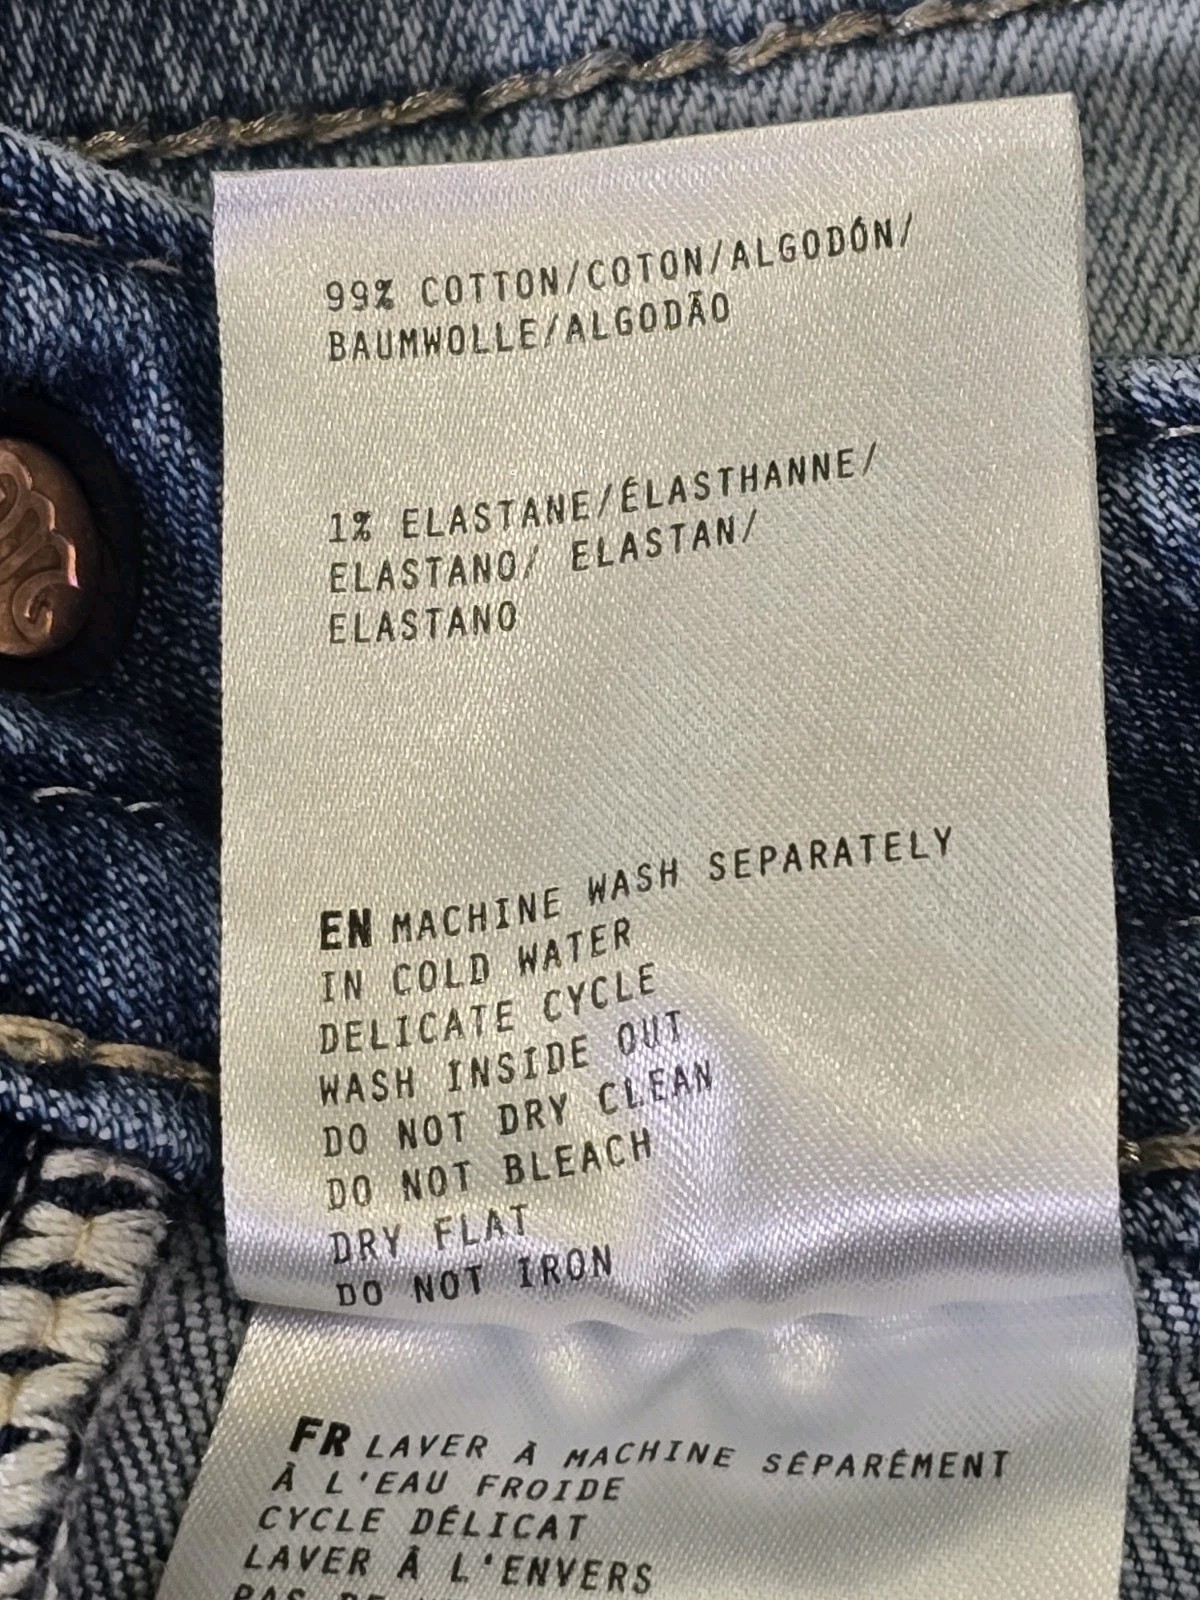 99% COTTON/COTON/ALGODÓN/
BAUMWOLLE/ALGODÃO
1% ELASTANE/ÉLASTHANNE/
ELASTANO/ ELASTAN/
ELASTANO
EN MACHINE WASH SEPARATELY
IN COLD WATER
DELICATE CYCLE
WASH INSIDE OUT
DO NOT DRY CLEAN
DO NOT BLEACH
DRY FLAT
DO NOT IRON
FR LAVER À MACHINE SÉPARÉMENT
À L'EAU FROIDE
CYCLE DÉLICAT
LAVER À L'ENVERS
PAS DE